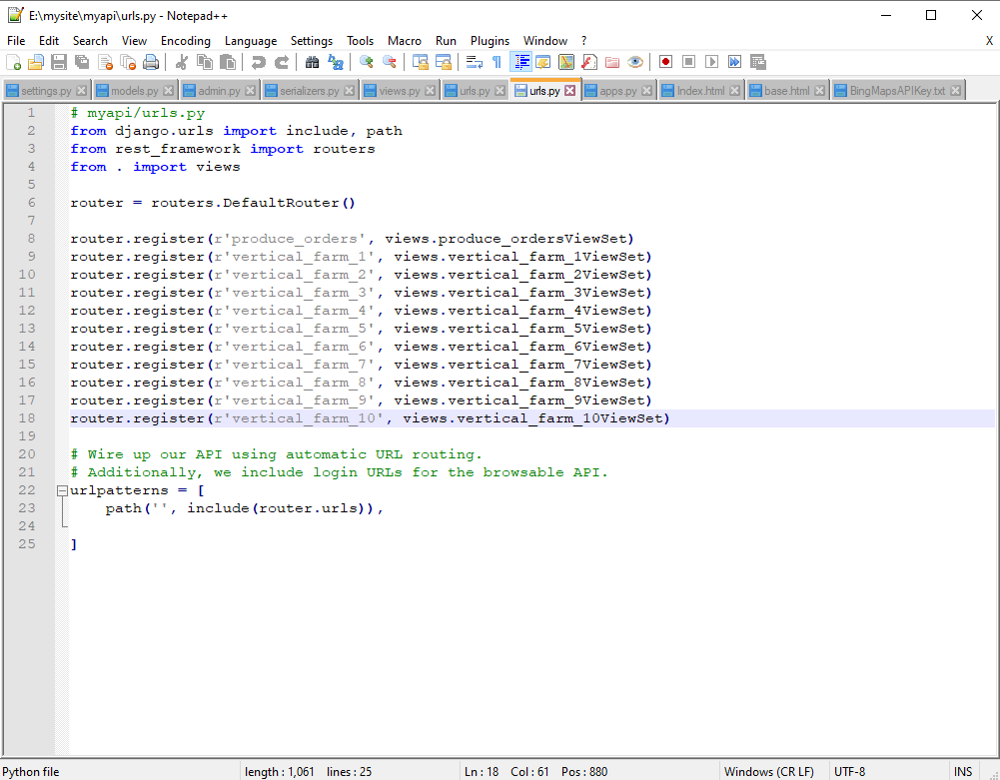 E:\mysite\myapi\urls.py - Notepad++
File Edit Search View Encoding Language Settings Tools Macro Run Plugins Window ? X
settings.py models.py admin.py serializers.py views.py urls.py urls.py apps.py Index.html base.html BingMapsAPIKey.txt
1 # myapi/urls.py
2 from django.urls import include, path
3 from rest_framework import routers
4 from . import views
5
6 router = routers.DefaultRouter()
7
8 router.register(r'produce_orders', views.produce_ordersViewSet)
9 router.register(r'vertical_farm_1', views.vertical_farm_1ViewSet)
10 router.register(r'vertical_farm_2', views.vertical_farm_2ViewSet)
11 router.register(r'vertical_farm_3', views.vertical_farm_3ViewSet)
12 router.register(r'vertical_farm_4', views.vertical_farm_4ViewSet)
13 router.register(r'vertical_farm_5', views.vertical_farm_5ViewSet)
14 router.register(r'vertical_farm_6', views.vertical_farm_6ViewSet)
15 router.register(r'vertical_farm_7', views.vertical_farm_7ViewSet)
16 router.register(r'vertical_farm_8', views.vertical_farm_8ViewSet)
17 router.register(r'vertical_farm_9', views.vertical_farm_9ViewSet)
18 router.register(r'vertical_farm_10', views.vertical_farm_10ViewSet)
19
20 # Wire up our API using automatic URL routing.
21 # Additionally, we include login URLs for the browsable API.
22 urlpatterns = [
23     path('', include(router.urls)),
24
25 ]
Python file length : 1,061 lines : 25 Ln : 18 Col : 61 Pos : 880 Windows (CR LF) UTF-8 INS